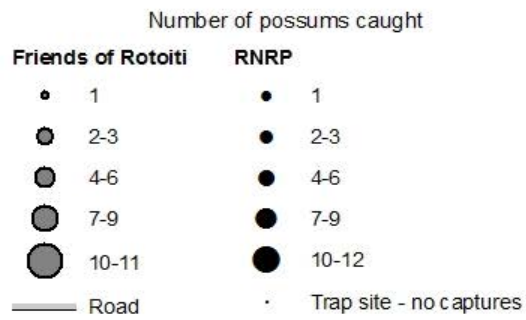 Number of possums caught
Friends of Rotoiti RNRP
1 1
2-3 2-3
4-6 4-6
7-9 7-9
10-11 10-12
Road Trap site - no captures